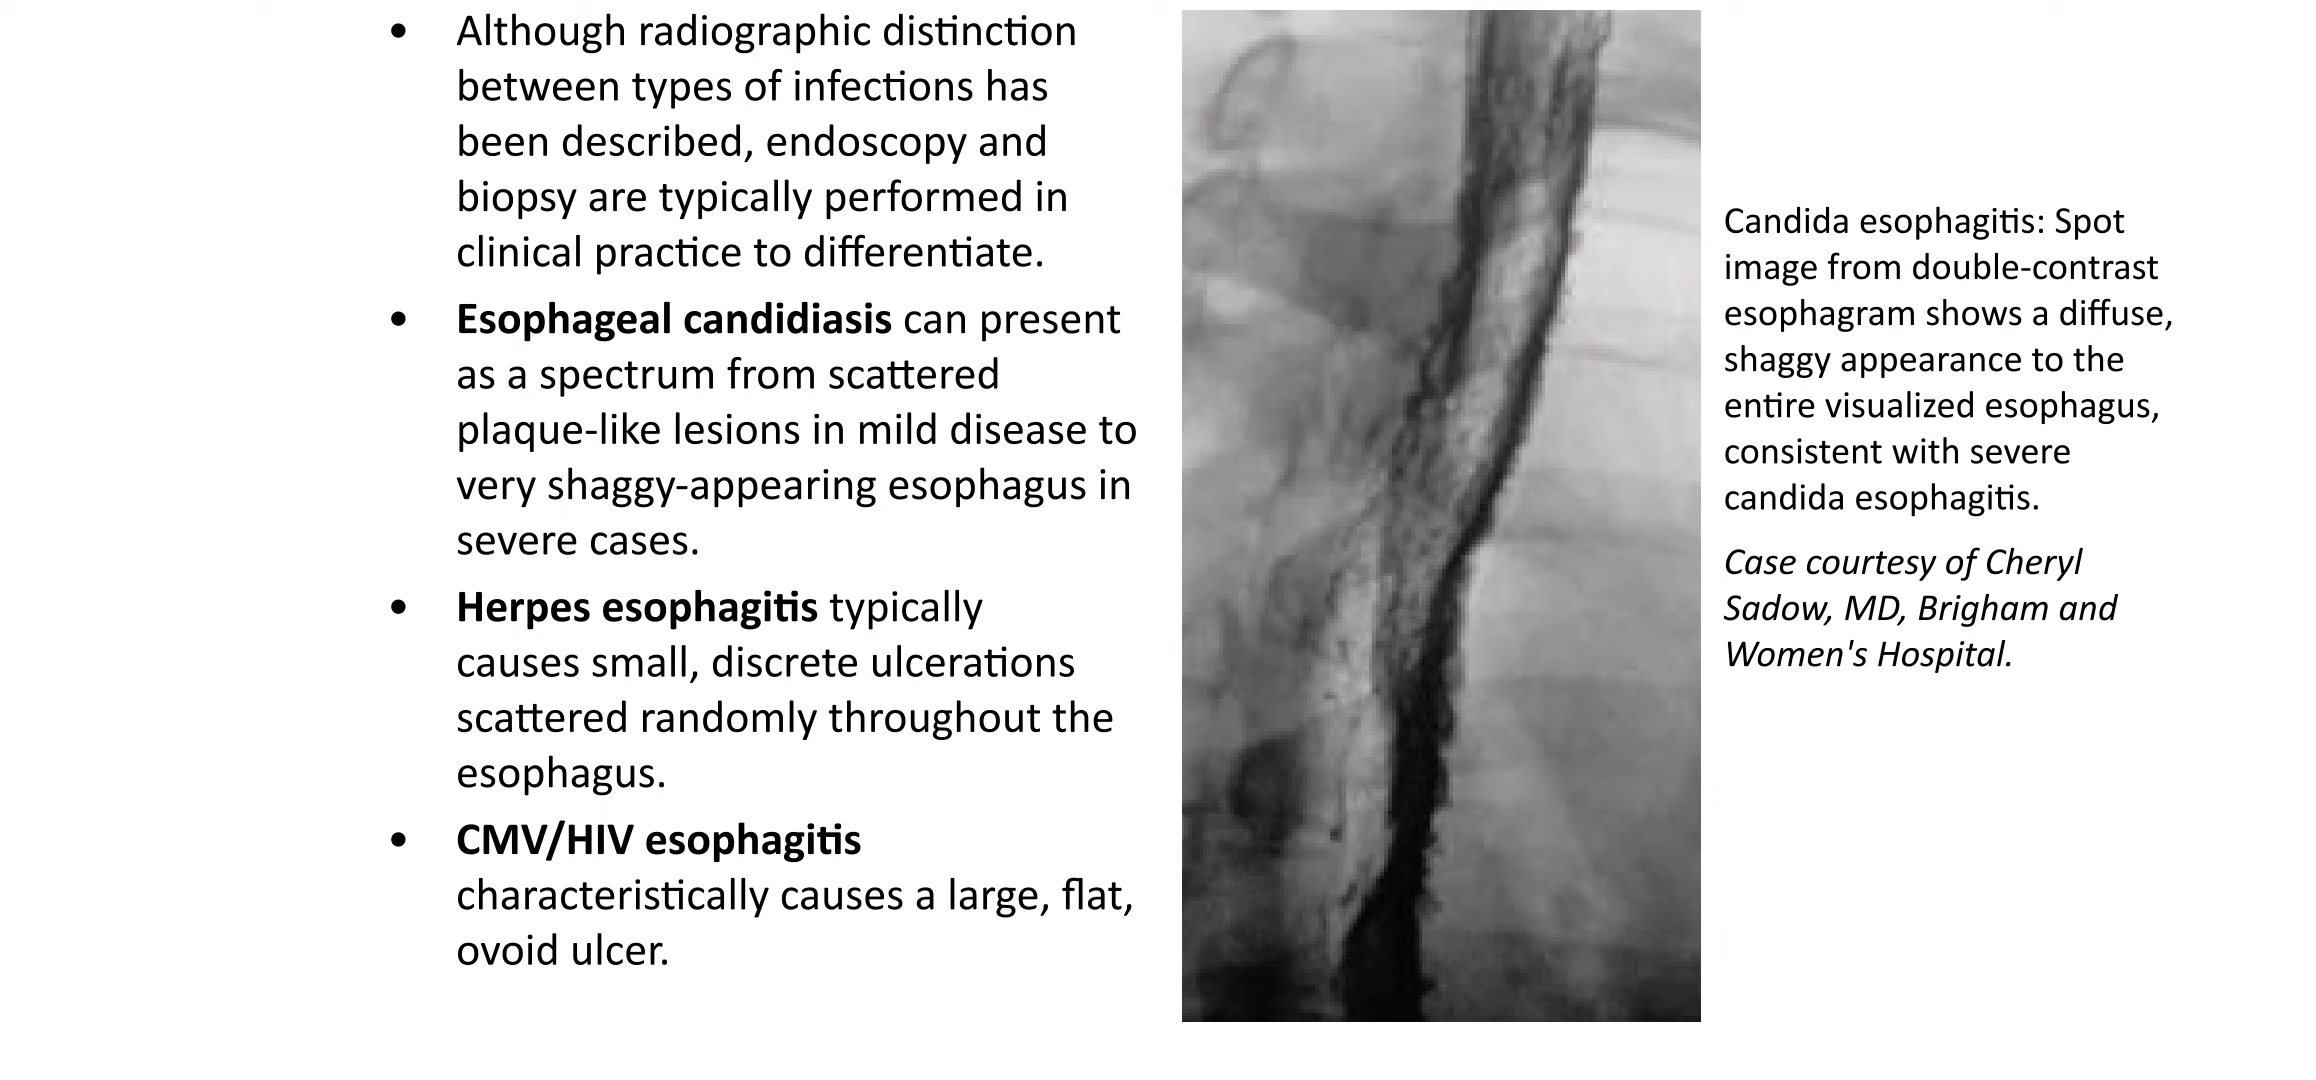 • Although radiographic distinction
between types of infections has
been described, endoscopy and
biopsy are typically performed in
clinical practice to differentiate.
• Esophageal candidiasis can present
as a spectrum from scattered
plaque-like lesions in mild disease to
very shaggy-appearing esophagus in
severe cases.
• Herpes esophagitis typically
causes small, discrete ulcerations
scattered randomly throughout the
esophagus.
• CMV/HIV esophagitis
characteristically causes a large, flat,
ovoid ulcer.
Candida esophagitis: Spot
image from double-contrast
esophagram shows a diffuse,
shaggy appearance to the
entire visualized esophagus,
consistent with severe
candida esophagitis.
Case courtesy of Cheryl
Sadow, MD, Brigham and
Women's Hospital.